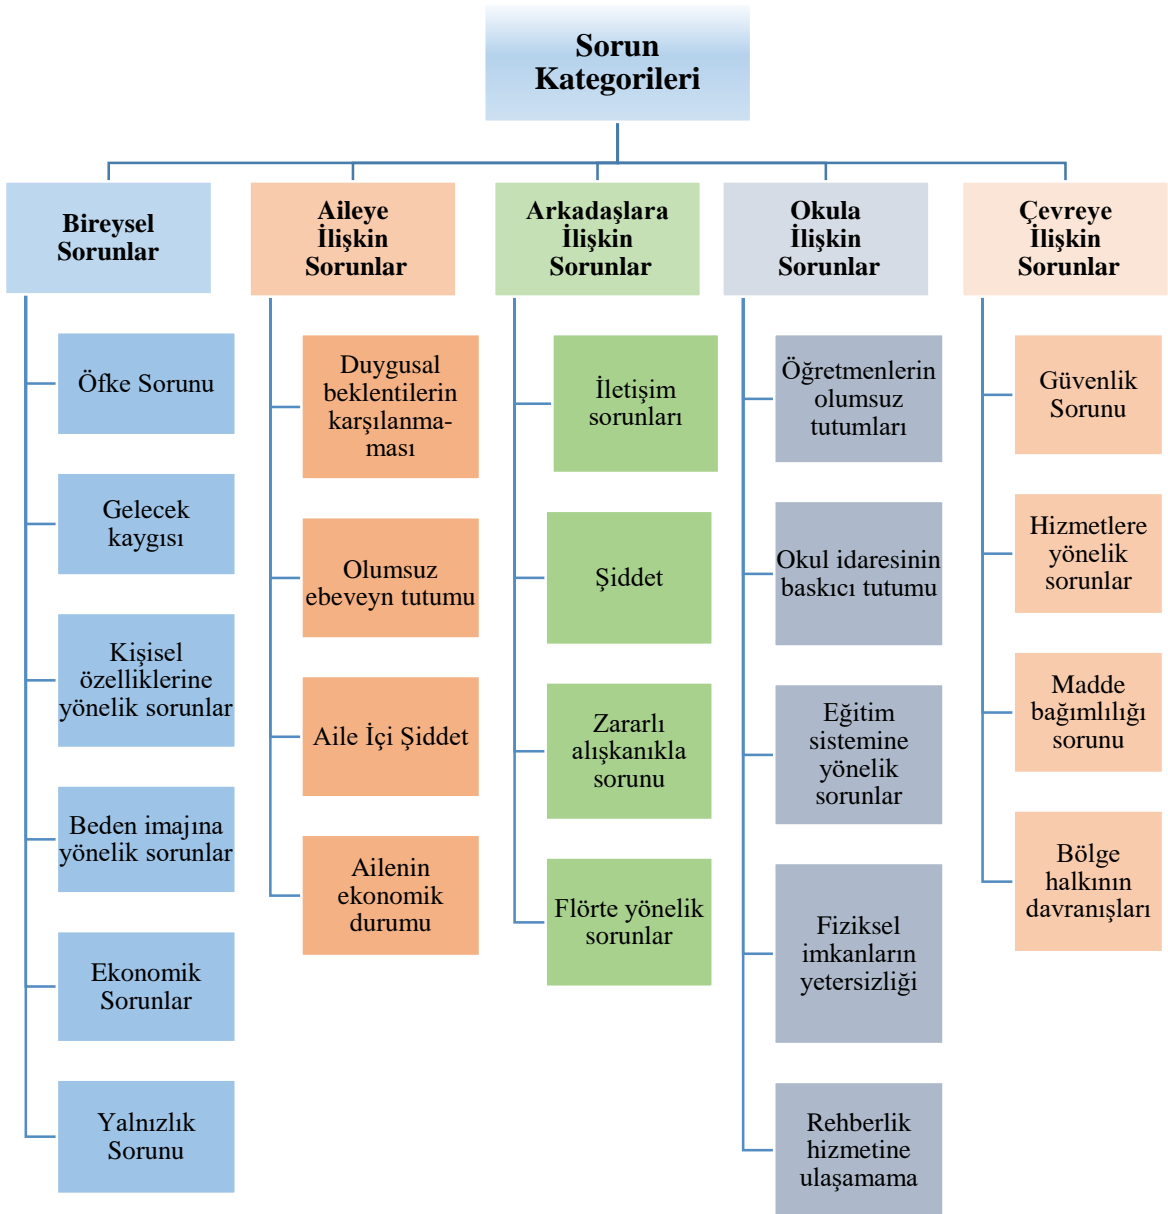 Sorun
Kategorileri
Bireysel
Sorunlar
Öfke Sorunu
Gelecek
kaygısı
Kişisel
özelliklerine
yönelik sorunlar
Beden imajına
yönelik sorunlar
Ekonomik
Sorunlar
Yalnızlık
Sorunu
Aileye
İlişkin
Sorunlar
Duygusal
beklentilerin
karşılanma-
ması
Olumsuz
ebeveyn tutumu
Aile İçi Şiddet
Ailenin
ekonomik
durumu
Arkadaşlara
İlişkin
Sorunlar
İletişim
sorunları
Şiddet
Zararlı
alışkanıkla
sorunu
Flörte yönelik
sorunlar
Okula
İlişkin
Sorunlar
Öğretmenlerin
olumsuz
tutumları
Okul idaresinin
baskıcı tutumu
Eğitim
sistemine
yönelik
sorunlar
Fiziksel
imkanların
yetersizliği
Rehberlik
hizmetine
ulaşamama
Çevreye
İlişkin
Sorunlar
Güvenlik
Sorunu
Hizmetlere
yönelik
sorunlar
Madde
bağımlılığı
sorunu
Bölge
halkının
davranışları